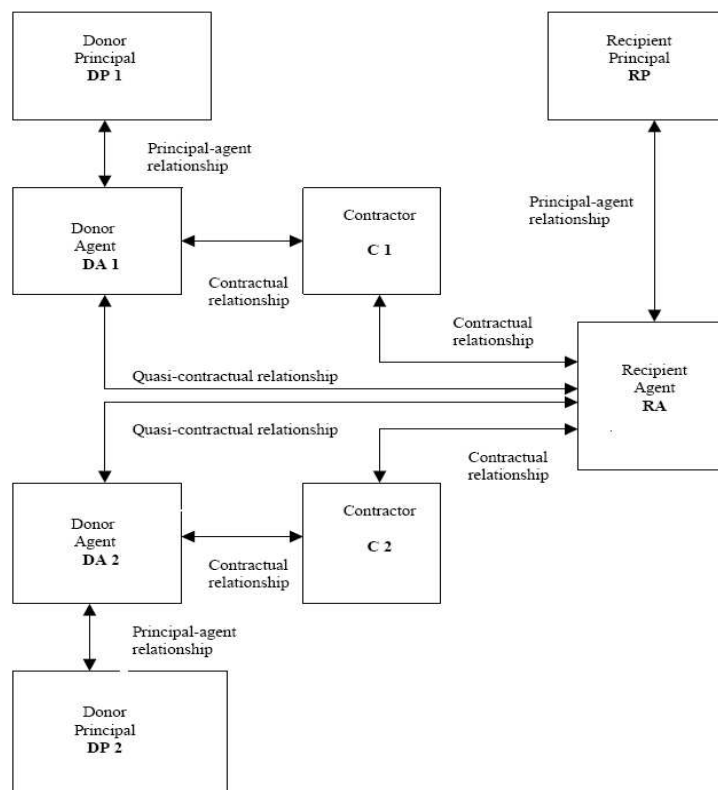 Donor
Principal
DP 1
Recipient
Principal
RP
Principal-agent
relationship
Principal-agent
relationship
Donor
Agent
DA 1
Contractor
C 1
Contractual
relationship
Contractual
relationship
Quasi-contractual relationship
Recipient
Agent
RA
Quasi-contractual relationship
Contractual
relationship
Donor
Agent
DA 2
Contractor
C 2
Contractual
relationship
Principal-agent
relationship
Donor
Principal
DP 2